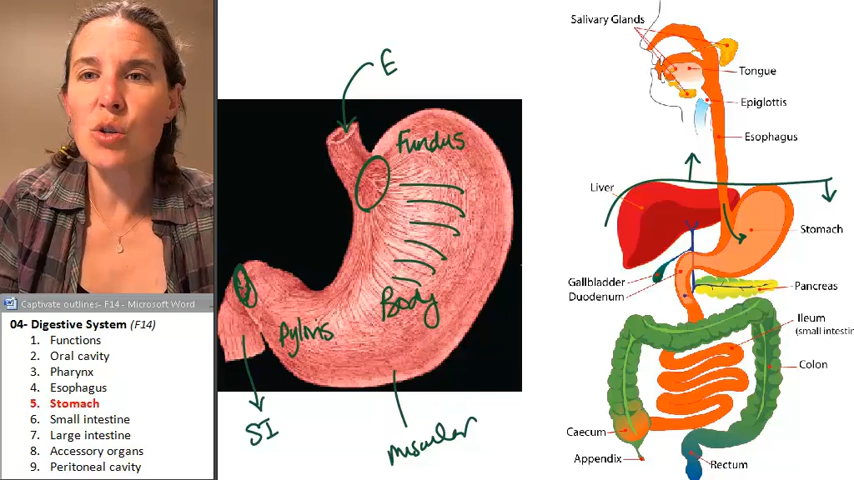 Captivate outlines- F14 - Microsoft Word
04- Digestive System (F14)
1. Functions
2. Oral cavity
3. Pharynx
4. Esophagus
5. Stomach
6. Small intestine
7. Large intestine
8. Accessory organs
9. Peritoneal cavity
E
Fundus
Body
Pyloris
SI
muscular
Salivary Glands
Tongue
Epiglottis
Esophagus
Liver
Stomach
Gallbladder
Duodenum
Pancreas
Ileum
(small intestin
Colon
Caecum
Appendix
Rectum